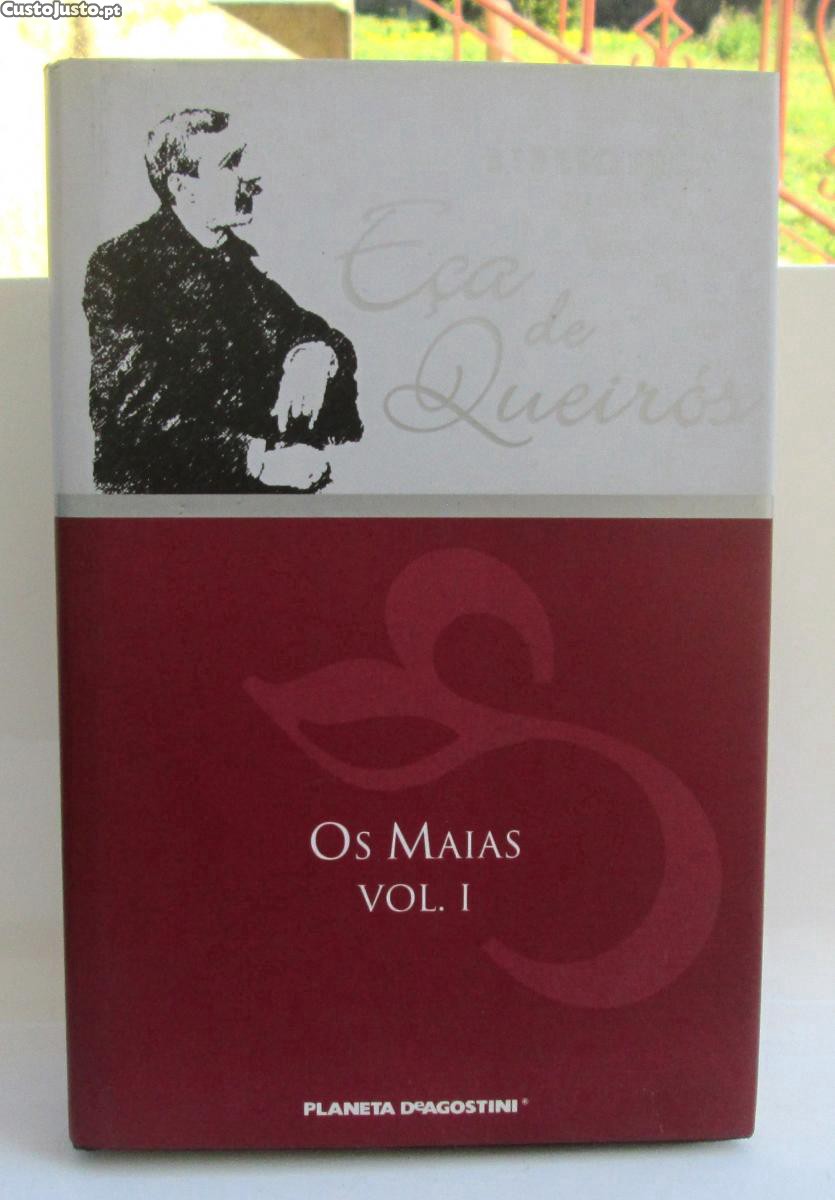 CustoJusto.pt
Eça
de
Queirós
Os Maias
VOL. I
PLANETA DeAGOSTINI®